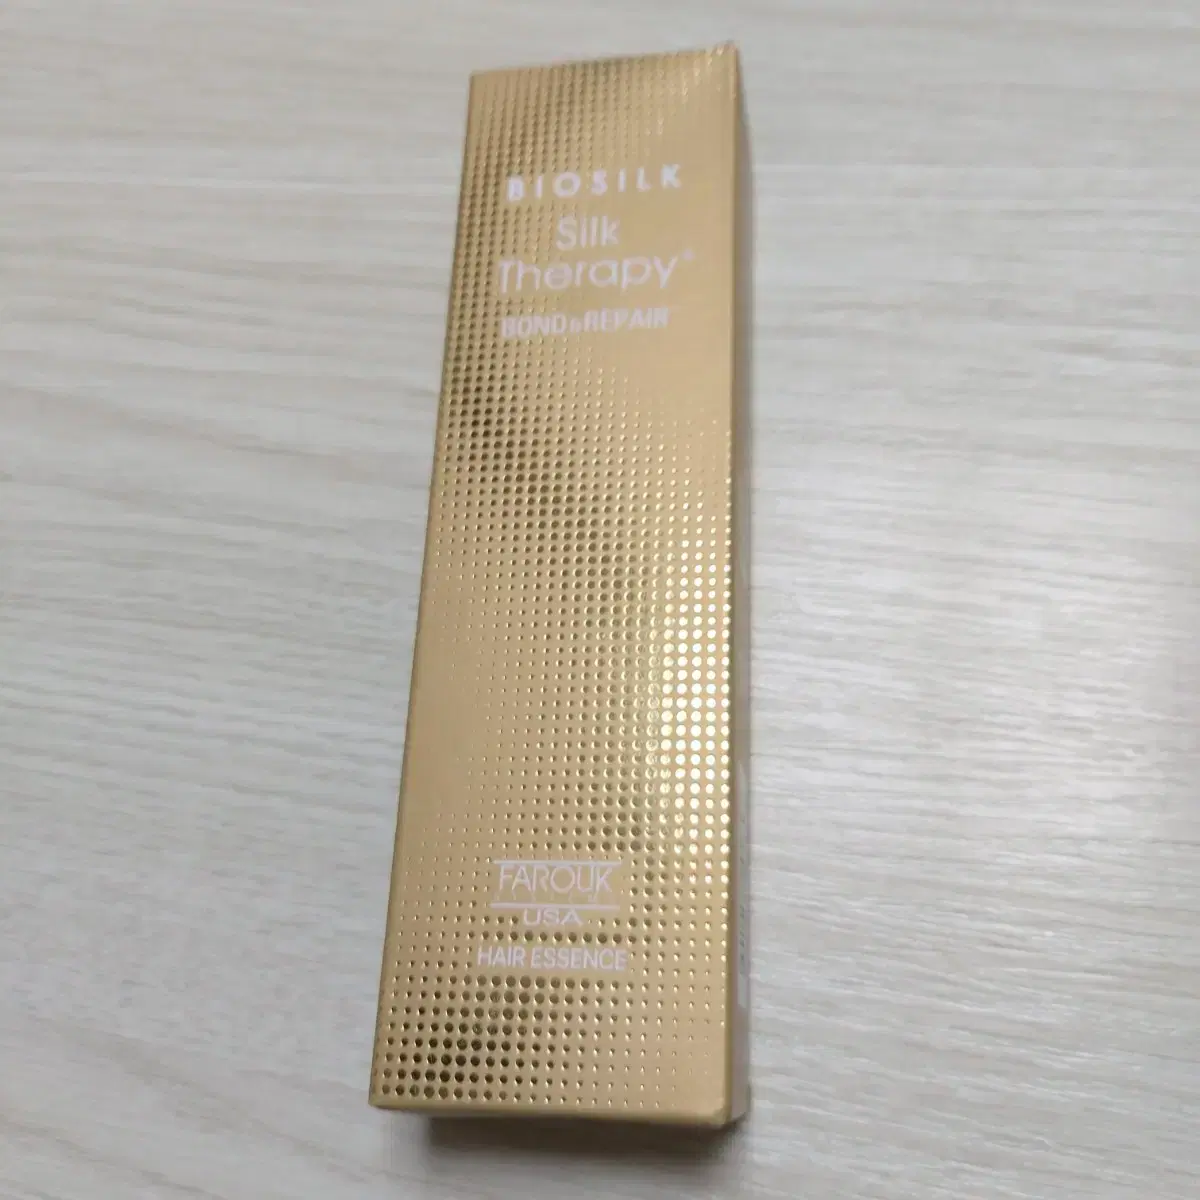 BIOSILK
Silk
Therapy®
BOND & REPAIR
FAROUK
USA
HAIR ESSENCE